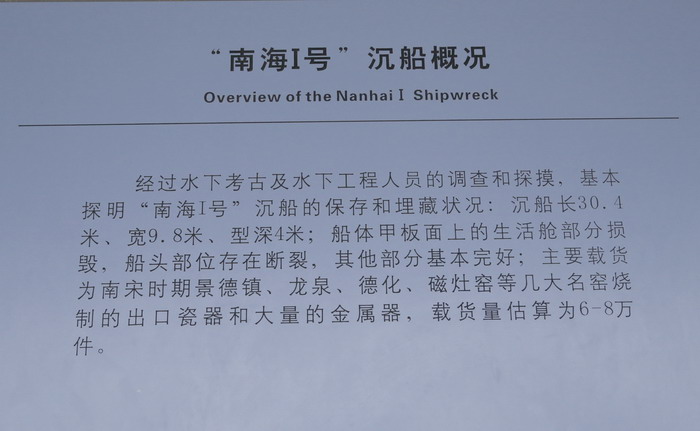 “南海I号”沉船概况
Overview of the Nanhai I Shipwreck
经过水下考古及水下工程人员的调查和探摸，基本
探明“南海I号”沉船的保存和埋藏状况：沉船长30.4
米、宽9.8米、型深4米；船体甲板面上的生活舱部分损
毁，船头部位存在断裂，其他部分基本完好；主要载货
为南宋时期景德镇、龙泉、德化、磁灶窑等几大名窑烧
制的出口瓷器和大量的金属器，载货量估算为6-8万
件。